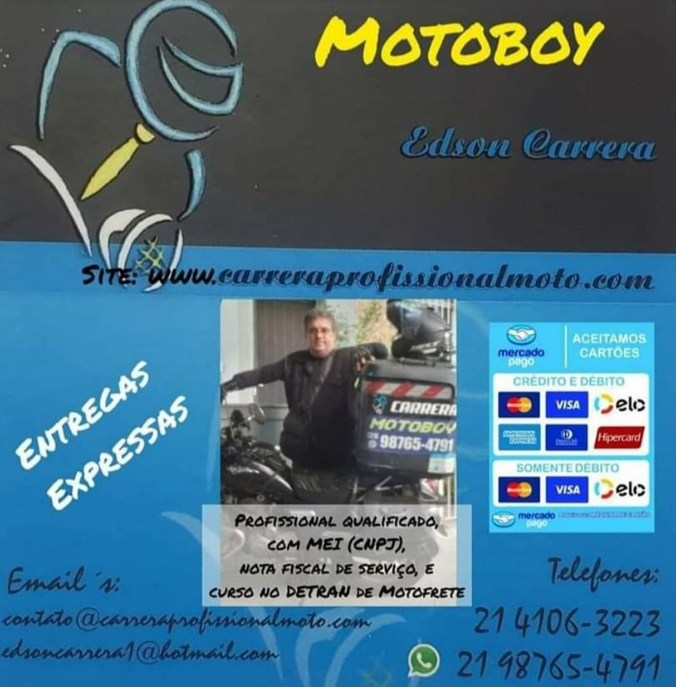 MOTOBOY
Edson Carrera
SITE: www.carreraprofissionalmoto.com
ENTREGAS
EXPRESSAS
CARRERA
MOTOBOY
98765-4791
mercado
pago
ACEITAMOS
CARTÕES
CRÉDITO E DÉBITO
VISA
elo
AMERICAN
EXPRESS
Hipercard
SOMENTE DÉBITO
VISA
elo
mercado
pago
PROFISSIONAL QUALIFICADO,
COM MEI (CNPJ),
NOTA FISCAL DE SERVIÇO, E
CURSO NO DETRAN DE MOTOFRETE
Email´s:
contato@carreraprofissionalmoto.com
edsoncarrera1@hotmail.com
Telefones:
21 4106-3223
21 98765-4791